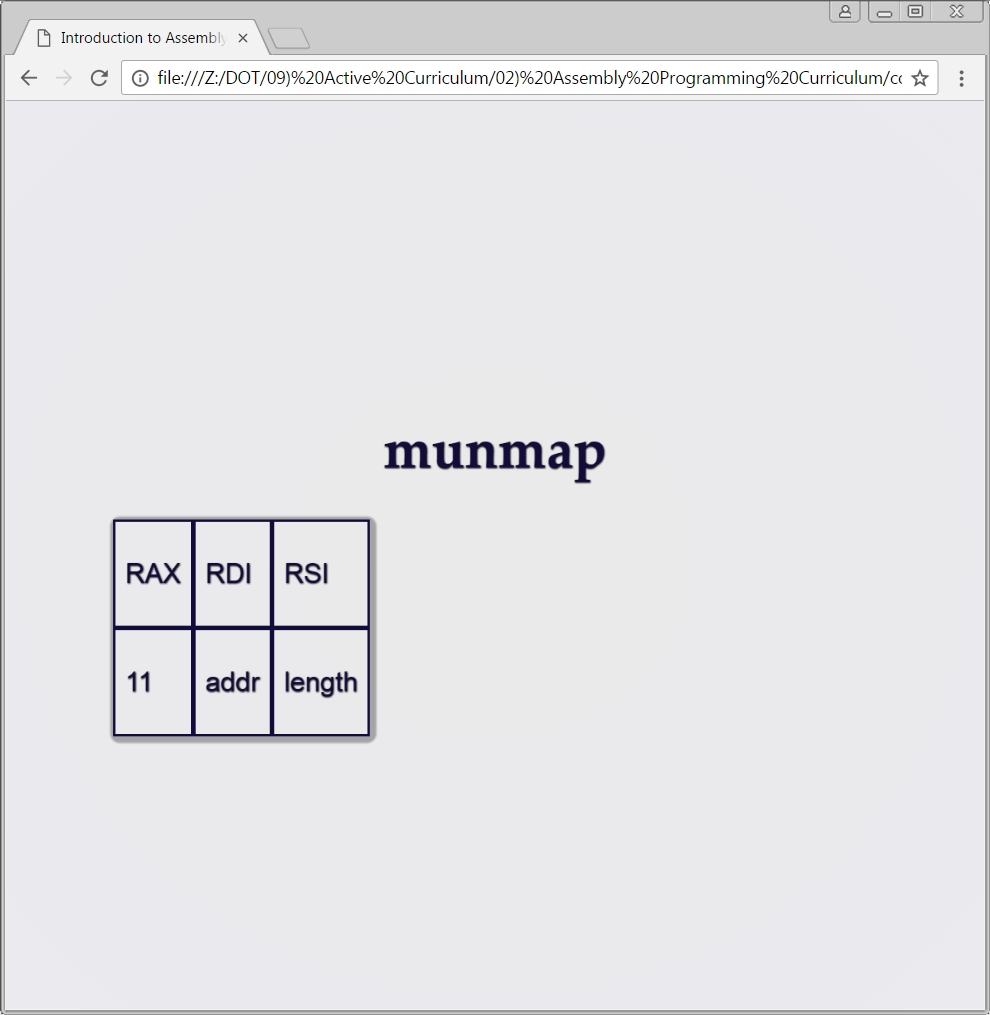 Introduction to Assembly
file:///Z:/DOT/09)%20Active%20Curriculum/02)%20Assembly%20Programming%20Curriculum/cc
munmap
RAX RDI RSI
11 addr length